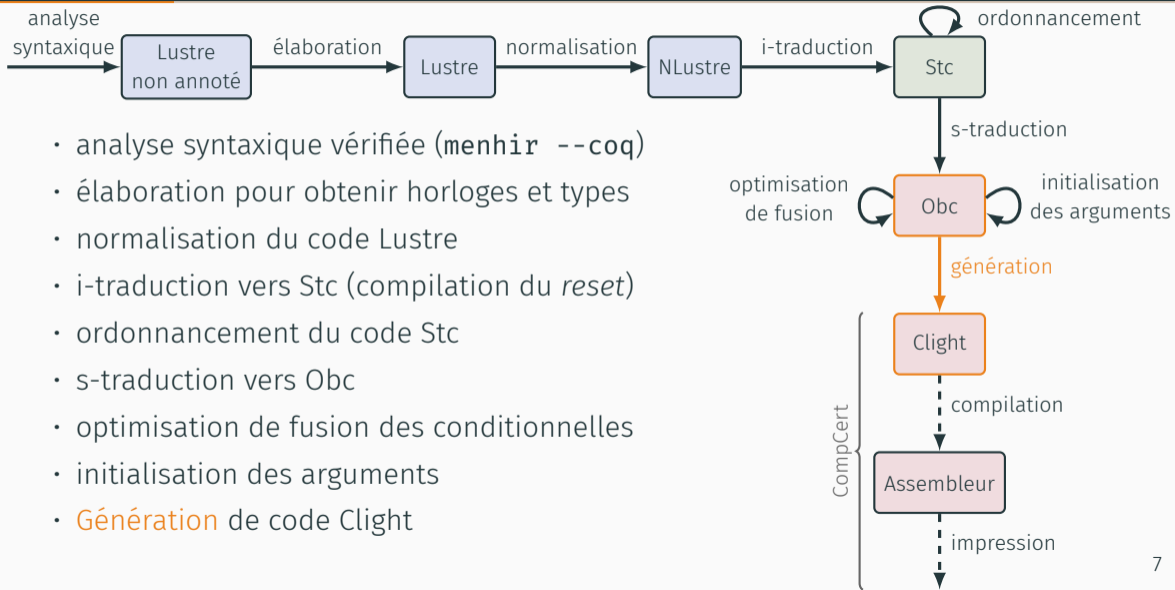 analyse
syntaxique
Lustre
non annoté
élaboration
Lustre
normalisation
NLustre
i-traduction
Stc
ordonnancement
s-traduction
optimisation
de fusion
Obc
initialisation
des arguments
génération
Clight
compilation
CompCert
Assembleur
impression
· analyse syntaxique vérifiée (menhir --coq)
· élaboration pour obtenir horloges et types
· normalisation du code Lustre
· i-traduction vers Stc (compilation du reset)
· ordonnancement du code Stc
· s-traduction vers Obc
· optimisation de fusion des conditionnelles
· initialisation des arguments
· Génération de code Clight
7